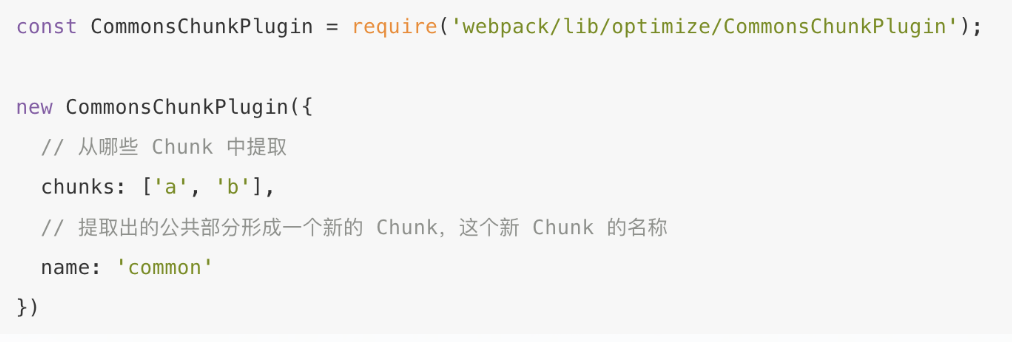 const CommonsChunkPlugin = require('webpack/lib/optimize/CommonsChunkPlugin');
new CommonsChunkPlugin({
// 从哪些 Chunk 中提取
chunks: ['a', 'b'],
// 提取出的公共部分形成一个新的 Chunk，这个新 Chunk 的名称
name: 'common'
})